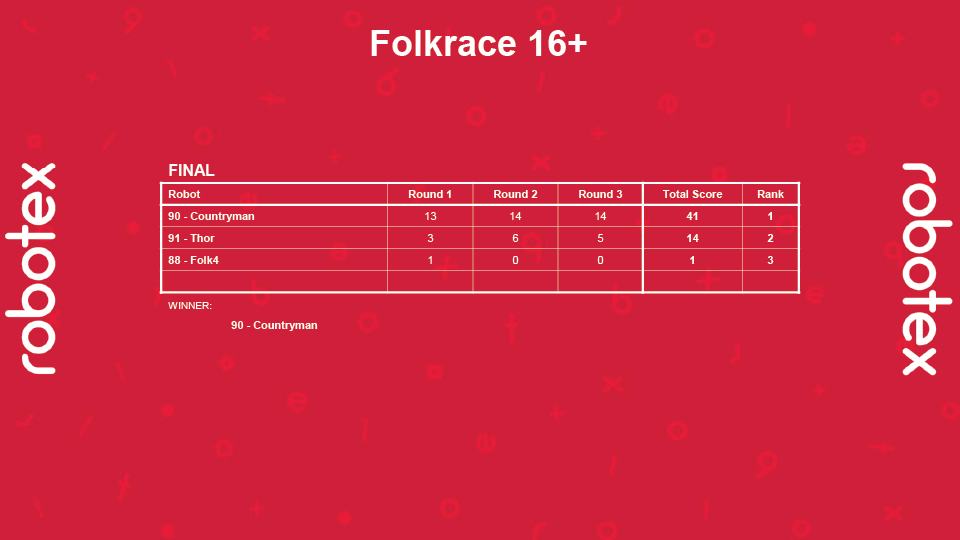 Folkrace 16+
robotex
robotex
FINAL
Robot Round 1 Round 2 Round 3 Total Score Rank
90 - Countryman 13 14 14 41 1
91 - Thor 3 6 5 14 2
88 - Folk4 1 0 0 1 3
WINNER:
90 - Countryman